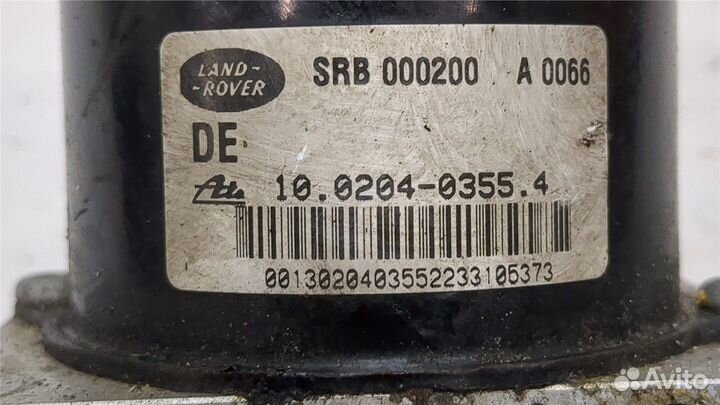 LAND-
-ROVER
SRB 000200 A 0066
DE
Ate 10.0204-0355.4
0013020403552233105373
Avito